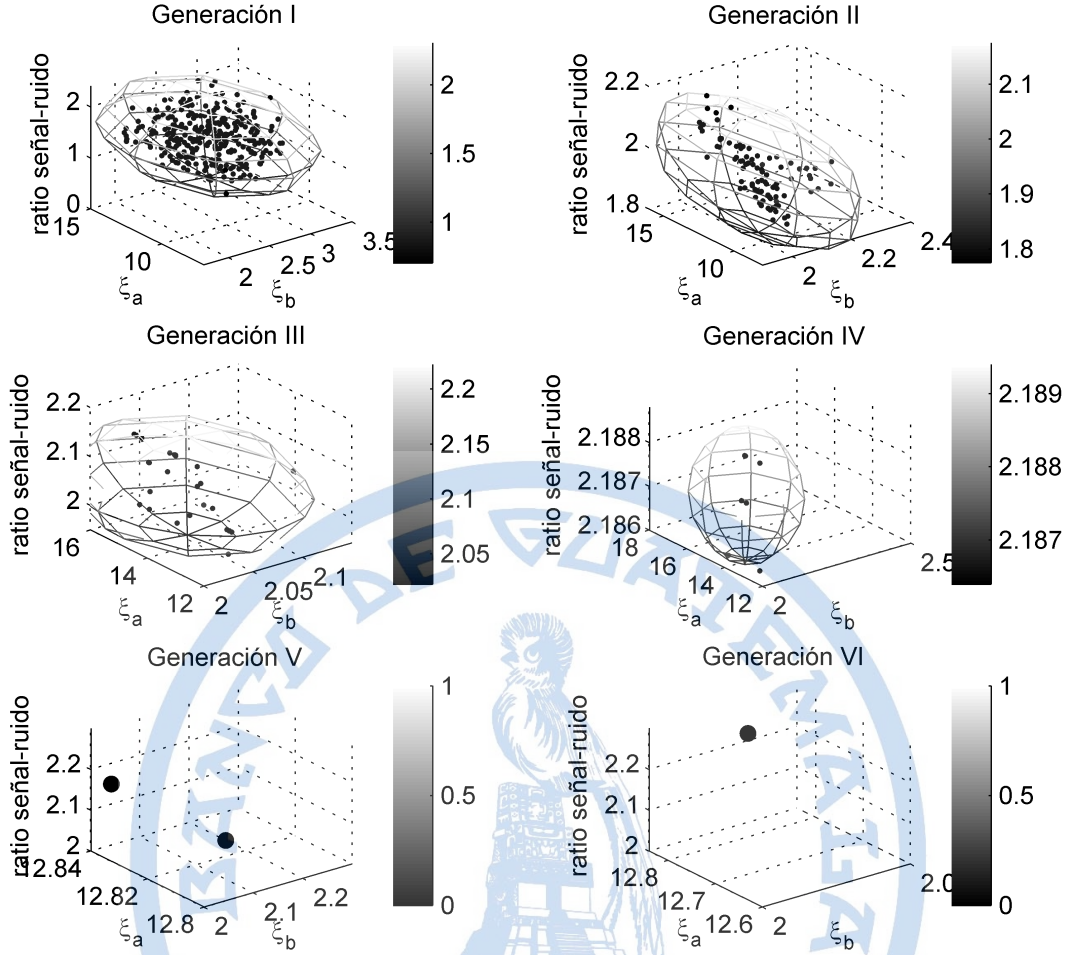 Generación I
ratio señal-ruido
2
1
0
15
10
ξa
2
2.5
3
3.5
ξb
2
1.5
1
Generación II
ratio señal-ruido
2.2
2
1.8
15
10
ξa
2
2.2
2.4
ξb
2.1
2
1.9
1.8
Generación III
ratio señal-ruido
2.2
2.1
2
16
14
12
ξa
2
2.05
2.1
ξb
2.2
2.15
2.1
2.05
Generación IV
ratio señal-ruido
2.188
2.187
2.186
18
16
14
12
ξa
2
2.5
ξb
2.189
2.188
2.187
Generación V
ratio señal-ruido
2.2
2.1
2
12.84
12.82
12.8
ξa
2
2.1
2.2
ξb
1
0.5
0
Generación VI
ratio señal-ruido
2.2
2.1
2
12.8
12.7
12.6
ξa
2
2.0
ξb
1
0.5
0
BANCA DE GUATEMALA